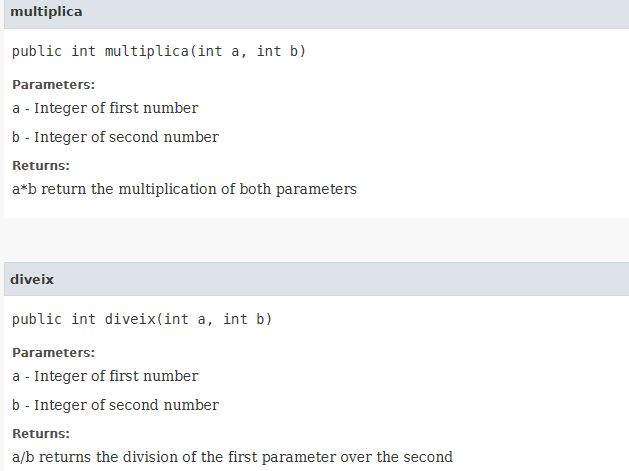 multiplica
public int multiplica(int a, int b)
Parameters:
a - Integer of first number
b - Integer of second number
Returns:
a*b return the multiplication of both parameters
diveix
public int diveix(int a, int b)
Parameters:
a - Integer of first number
b - Integer of second number
Returns:
a/b returns the division of the first parameter over the second